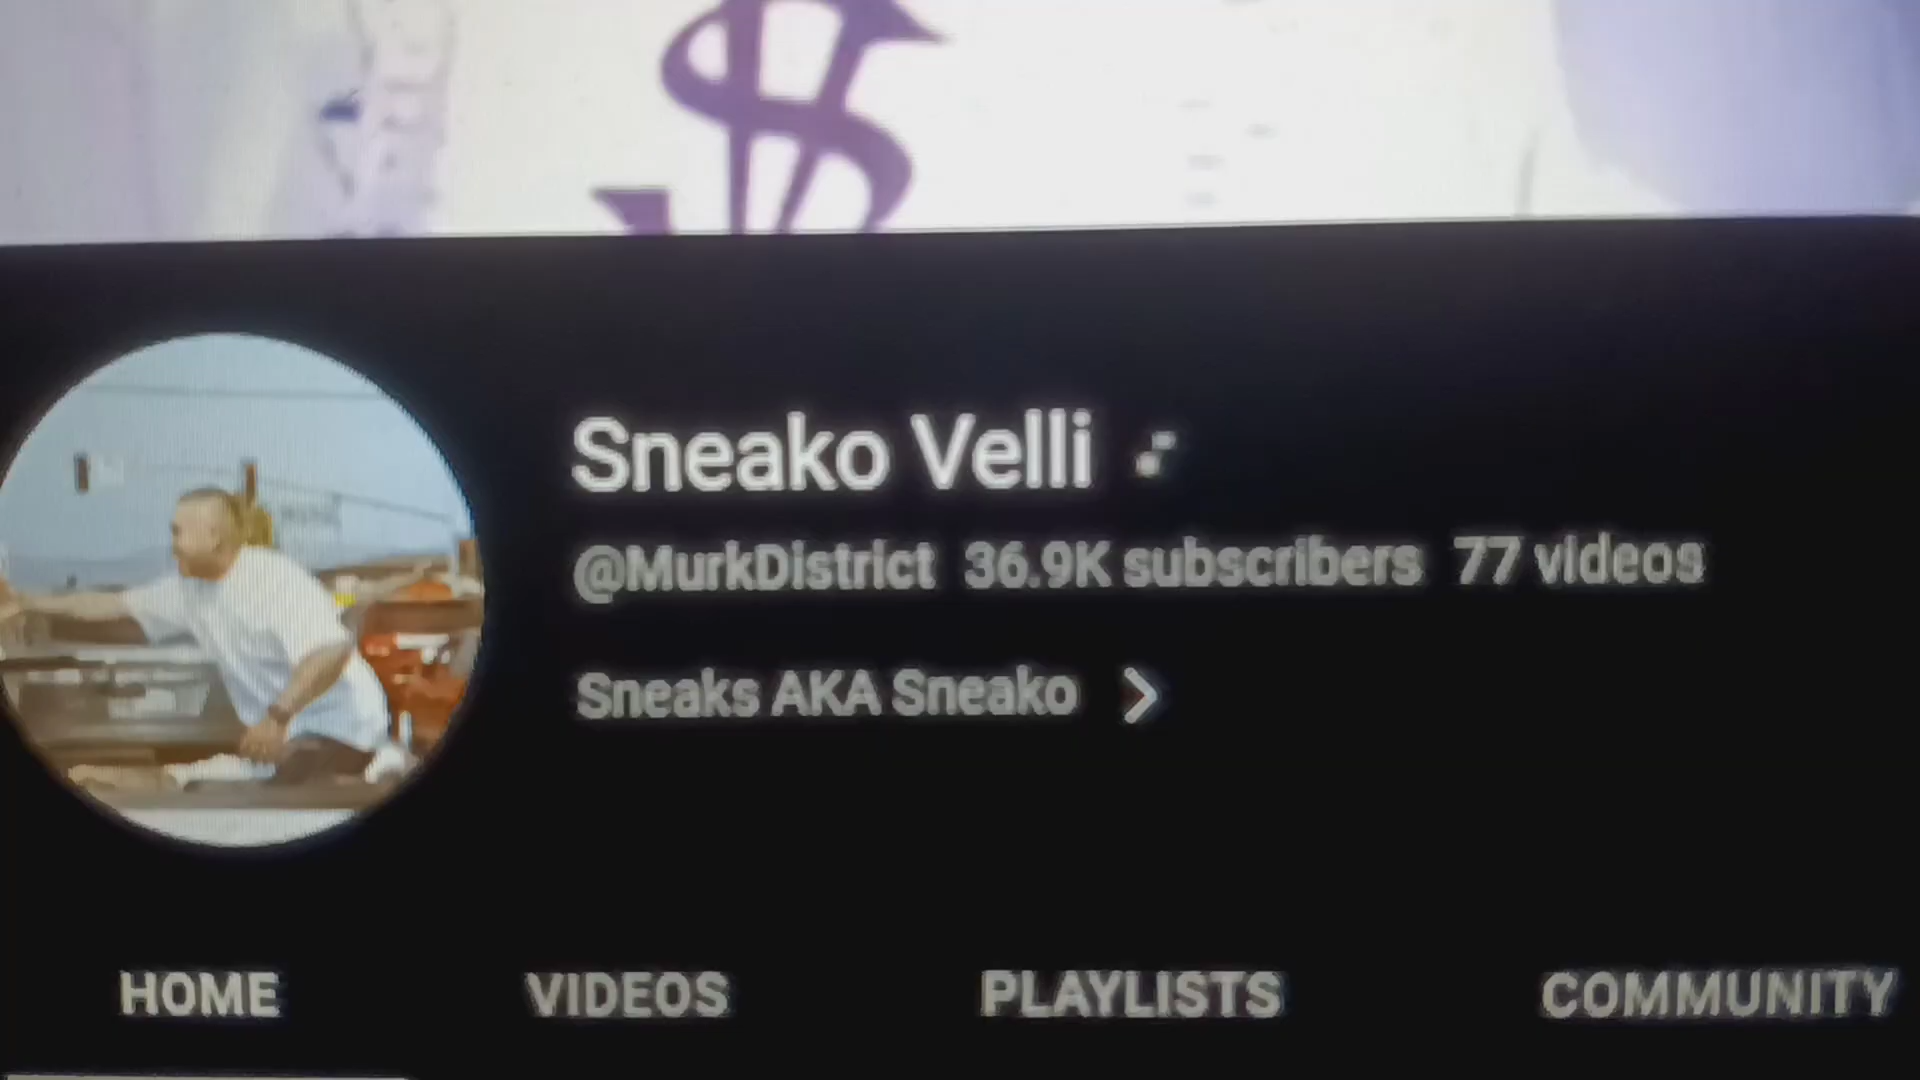 $
Sneako Velli
@MurkDistrict 36.9K subscribers 77 videos
Sneaks AKA Sneako >
HOME VIDEOS PLAYLISTS COMMUNITY